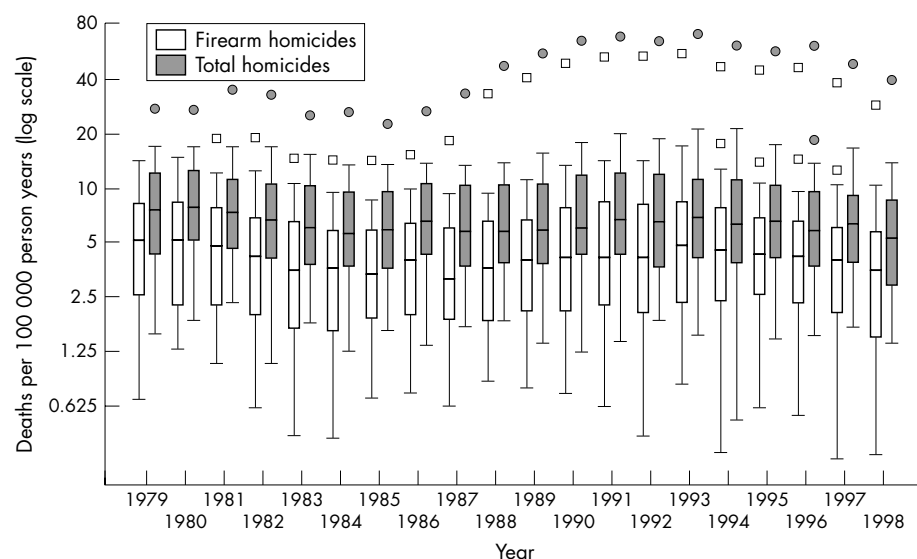 80
40
20
10
5
2.5
1.25
0.625
Deaths per 100 000 person years (log scale)
Firearm homicides
Total homicides
1979 1981 1983 1985 1987 1989 1991 1993 1995 1997
1980 1982 1984 1986 1988 1990 1992 1994 1996 1998
Year